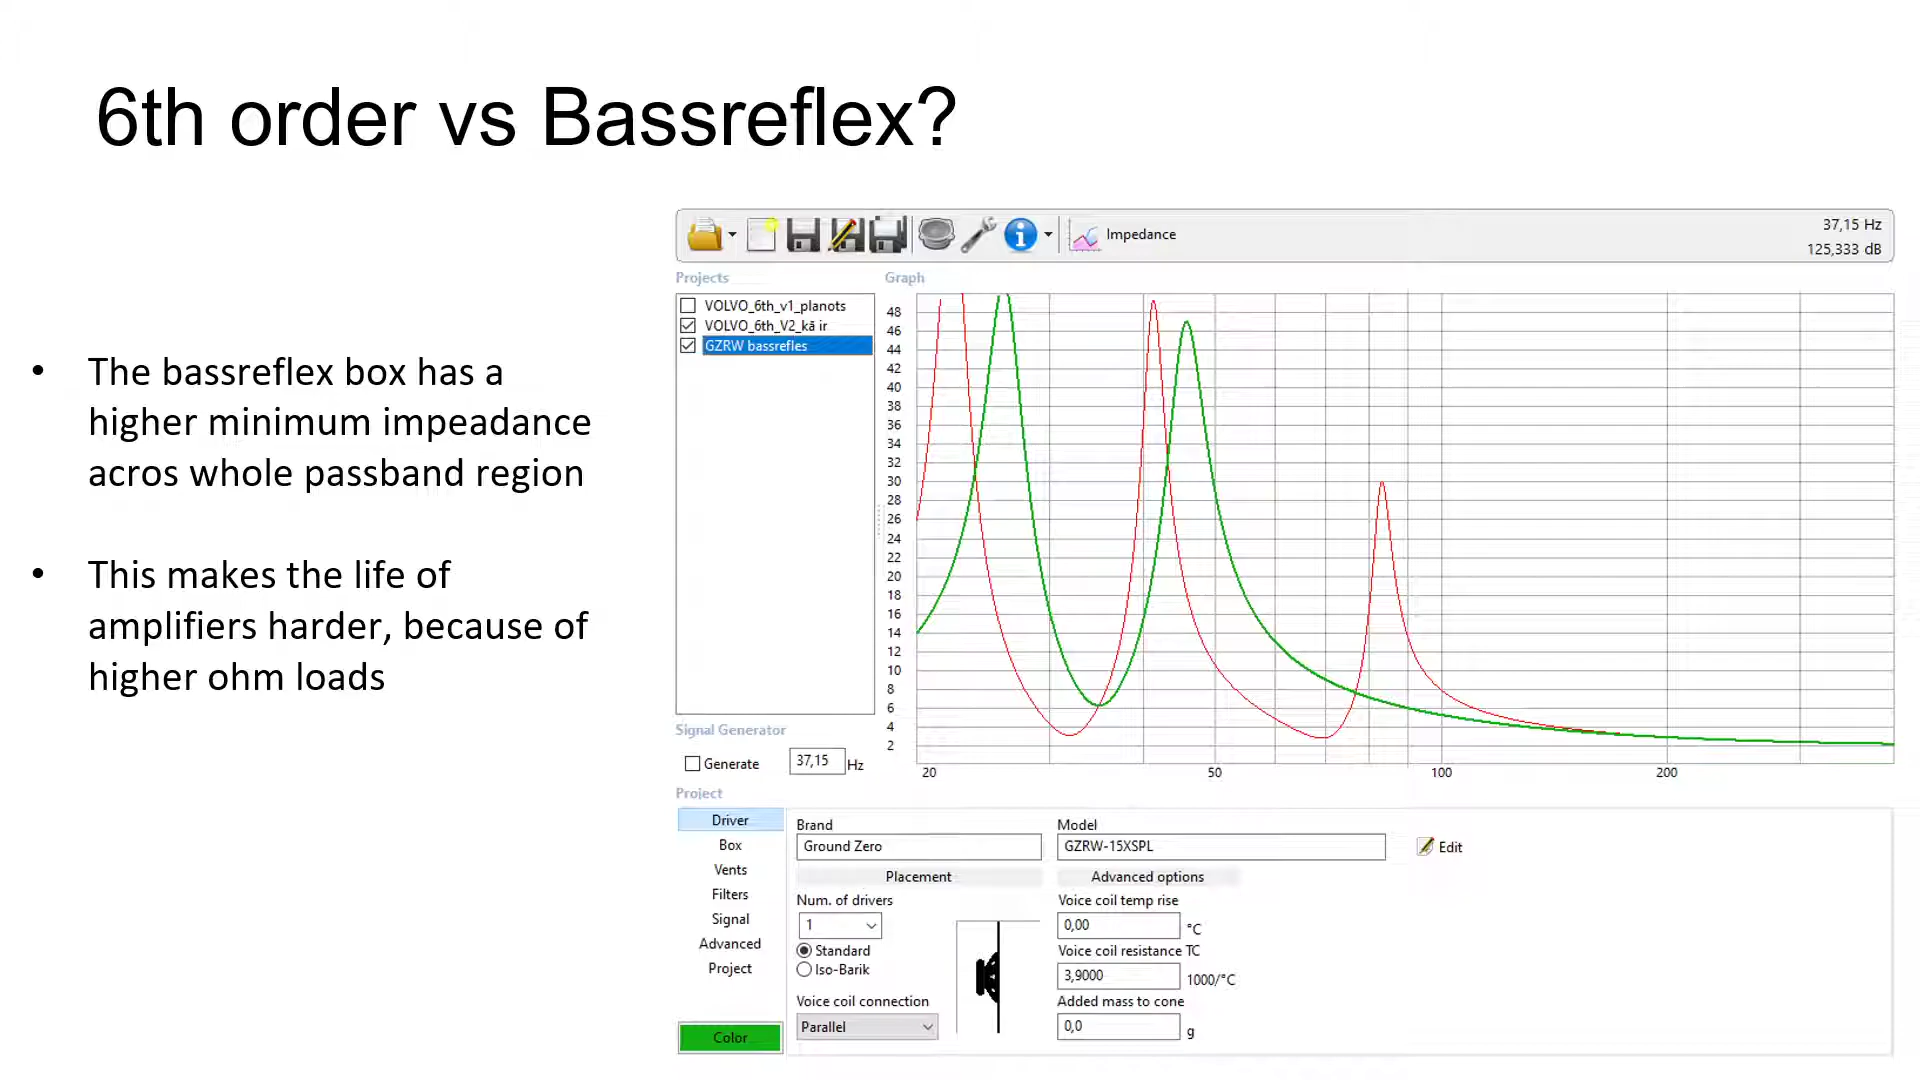 6th order vs Bassreflex?
• The bassreflex box has a
higher minimum impeadance
acros whole passband region
• This makes the life of
amplifiers harder, because of
higher ohm loads
Impedance
37,15 Hz
125,333 dB
Projects
VOLVO_6th_v1_planots
VOLVO_6th_V2_kā ir
GZRW bassrefles
Graph
48
46
44
42
40
38
36
34
32
30
28
26
24
22
20
18
16
14
12
10
8
6
4
2
20 50 100 200
Signal Generator
Generate 37,15 Hz
Project
Driver
Box
Vents
Filters
Signal
Advanced
Project
Color
Brand
Ground Zero
Model
GZRW-15XSPL
Edit
Placement
Num. of drivers
1
Standard
Iso-Barik
Voice coil connection
Parallel
Advanced options
Voice coil temp rise
0,00 °C
Voice coil resistance TC
3,9000 1000/°C
Added mass to cone
0,0 g